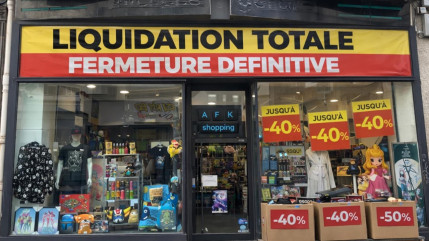 LIQUIDATION TOTALE
FERMETURE DEFINITIVE
AFK
shopping
JUSQU'À
-40%
JUSQU'À
-40%
JUSQU'À
-40%
-40%
-40%
-50%